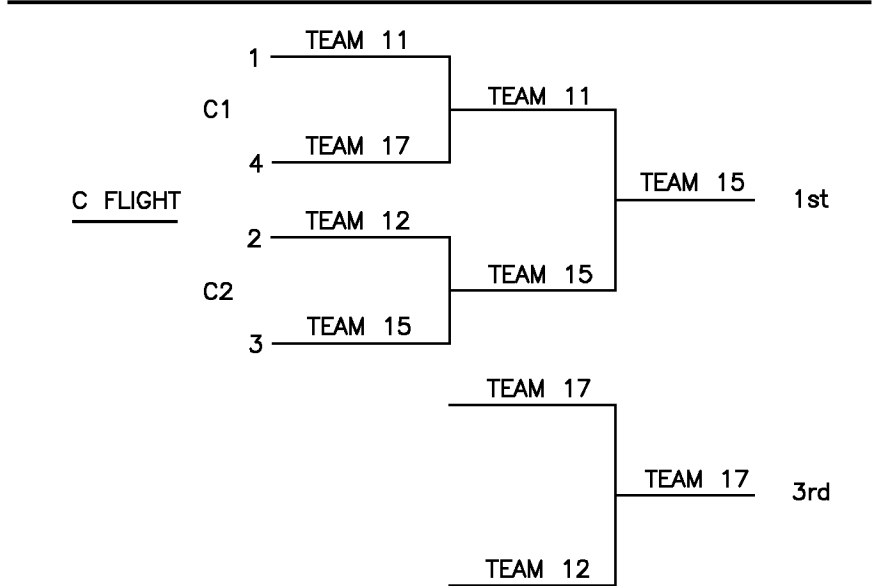 TEAM 11
1
C1
TEAM 11
TEAM 17
4
TEAM 15
1st
C FLIGHT
TEAM 12
2
C2
TEAM 15
TEAM 15
3
TEAM 17
TEAM 17
3rd
TEAM 12